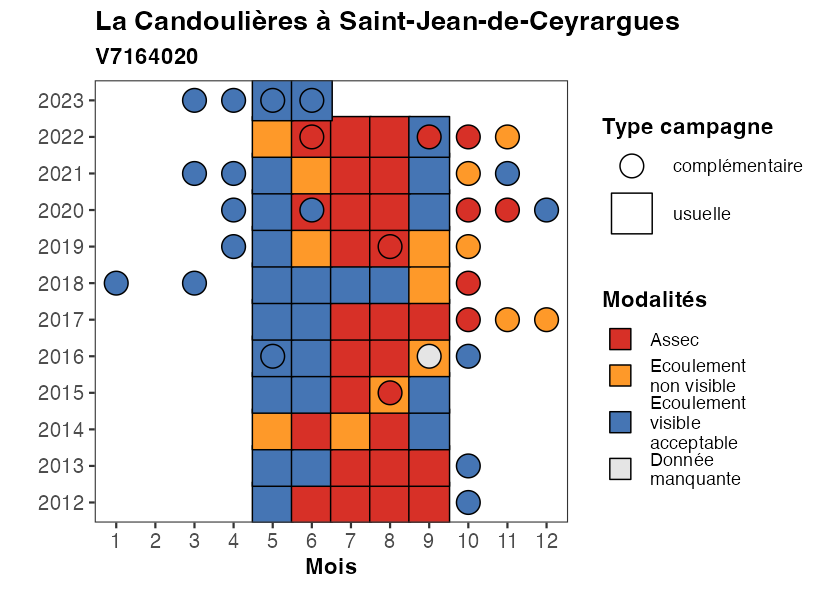 La Candoulières à Saint-Jean-de-Ceyrargues
V7164020
2023
2022
2021
2020
2019
2018
2017
2016
2015
2014
2013
2012
1 2 3 4 5 6 7 8 9 10 11 12
Mois
Type campagne
complémentaire
usuelle
Modalités
Assec
Ecoulement
non visible
Ecoulement
visible
acceptable
Donnée
manquante